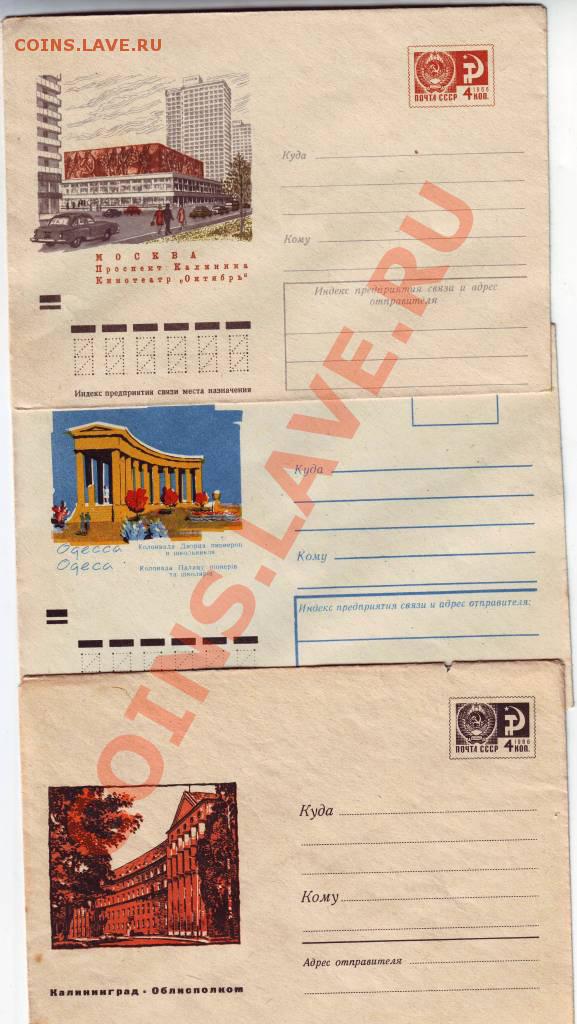 COINS.LAVE.RU
1966
ПОЧТА СССР 4 КОП.
Куда
Кому
МОСКВА
Проспект Калинина
Кинотеатр „Октябрь“
Индекс предприятия связи и адрес
отправителя
Индекс предприятия связи места назначения
Куда
Одесса Колоннада Дворца пионеров
и школьников
Одеса Колонада Палацу піонерів
та школярів
Кому
Индекс предприятия связи и адрес отправителя:
1966
ПОЧТА СССР 4 КОП.
Куда
Кому
Адрес отправителя
Калининград · Облисполком
COINS.LAVE.RU